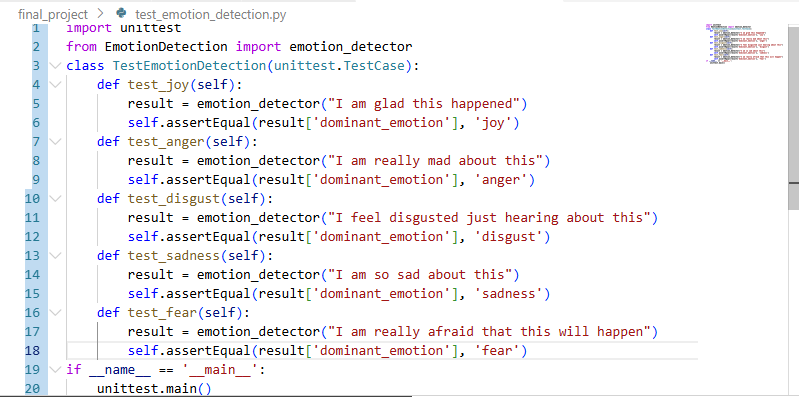 final_project > test_emotion_detection.py
1 import unittest
2 from EmotionDetection import emotion_detector
3 class TestEmotionDetection(unittest.TestCase):
4     def test_joy(self):
5         result = emotion_detector("I am glad this happened")
6         self.assertEqual(result['dominant_emotion'], 'joy')
7     def test_anger(self):
8         result = emotion_detector("I am really mad about this")
9         self.assertEqual(result['dominant_emotion'], 'anger')
10     def test_disgust(self):
11         result = emotion_detector("I feel disgusted just hearing about this")
12         self.assertEqual(result['dominant_emotion'], 'disgust')
13     def test_sadness(self):
14         result = emotion_detector("I am so sad about this")
15         self.assertEqual(result['dominant_emotion'], 'sadness')
16     def test_fear(self):
17         result = emotion_detector("I am really afraid that this will happen")
18         self.assertEqual(result['dominant_emotion'], 'fear')
19 if __name__ == '__main__':
20     unittest.main()